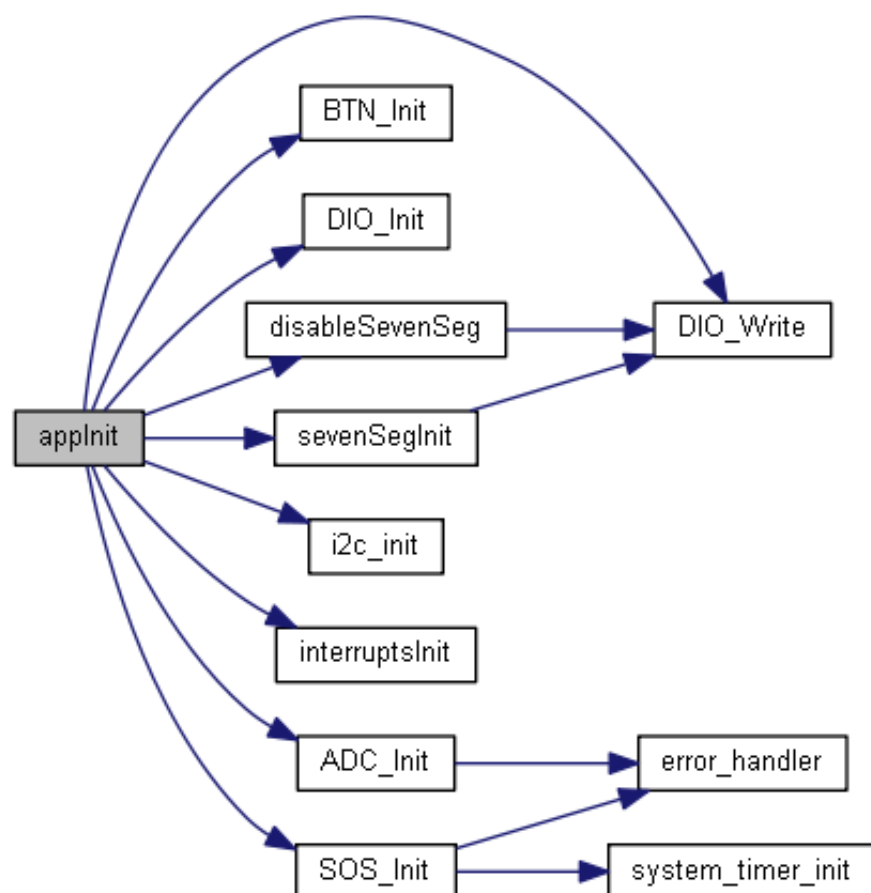 BTN_Init
DIO_Init
disableSevenSeg
DIO_Write
appInit
sevenSegInit
i2c_init
interruptsInit
ADC_Init
error_handler
SOS_Init
system_timer_init